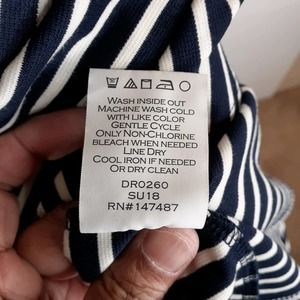 Wash inside out
Machine wash cold
with like color
Gentle Cycle
Only Non-Chlorine
bleach when needed
Line Dry
Cool iron if needed
Or dry clean
DR0260
SU18
RN#147487